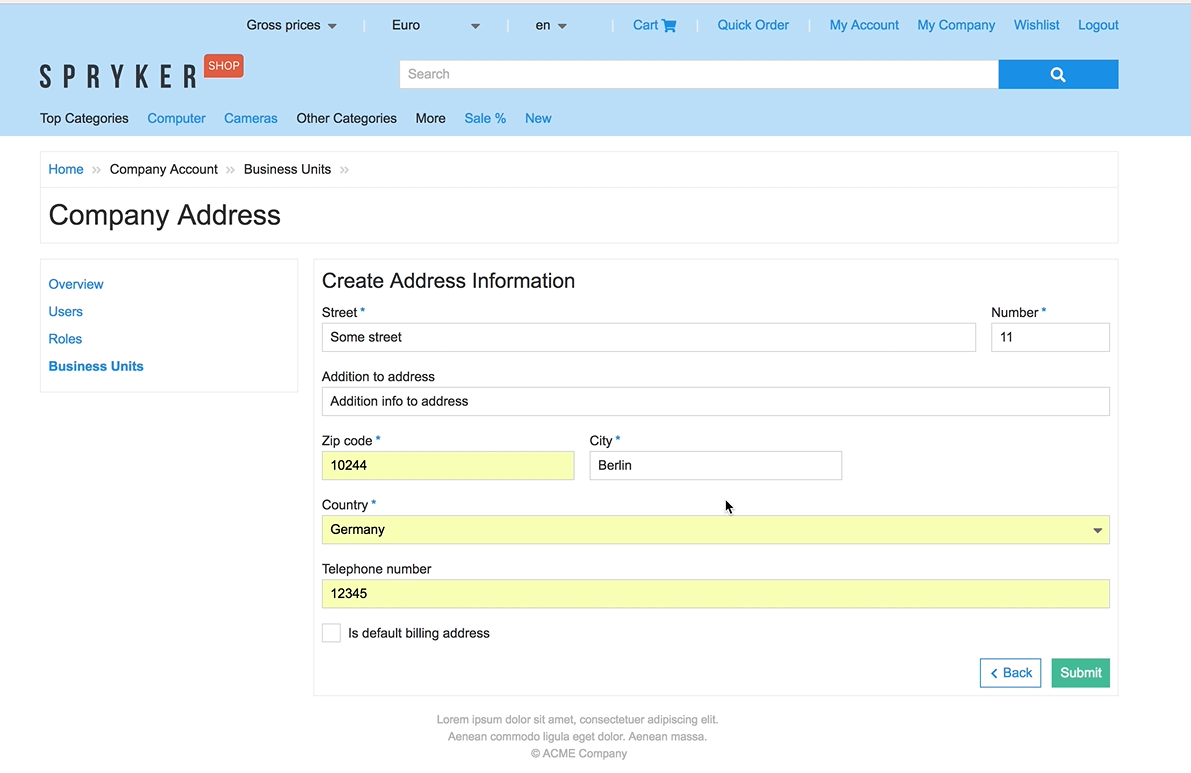 Gross prices | Euro | en | Cart | Quick Order | My Account My Company Wishlist Logout
SPRYKER SHOP
Search
Top Categories Computer Cameras Other Categories More Sale % New
Home » Company Account » Business Units »
Company Address
Overview
Users
Roles
Business Units
Create Address Information
Street * Number *
Some street 11
Addition to address
Addition info to address
Zip code * City *
10244 Berlin
Country *
Germany
Telephone number
12345
Is default billing address
Back Submit
Lorem ipsum dolor sit amet, consectetuer adipiscing elit.
Aenean commodo ligula eget dolor. Aenean massa.
© ACME Company